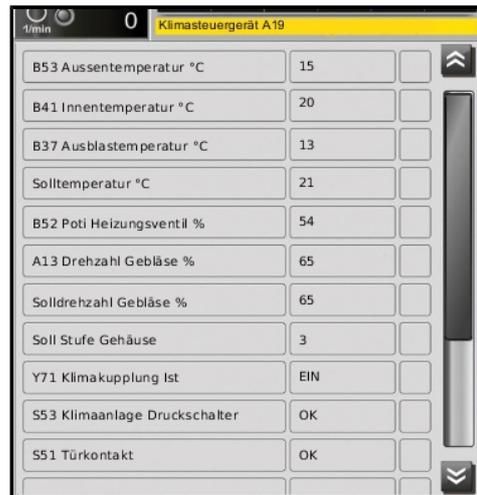 1/min 0 Klimasteuergerät A19
B53 Aussentemperatur °C 15
B41 Innentemperatur °C 20
B37 Ausblastemperatur °C 13
Solltemperatur °C 21
B52 Poti Heizungsventil % 54
A13 Drehzahl Gebläse % 65
Solldrehzahl Gebläse % 65
Soll Stufe Gehäuse 3
Y71 Klimakupplung Ist EIN
S53 Klimaanlage Druckschalter OK
S51 Türkontakt OK